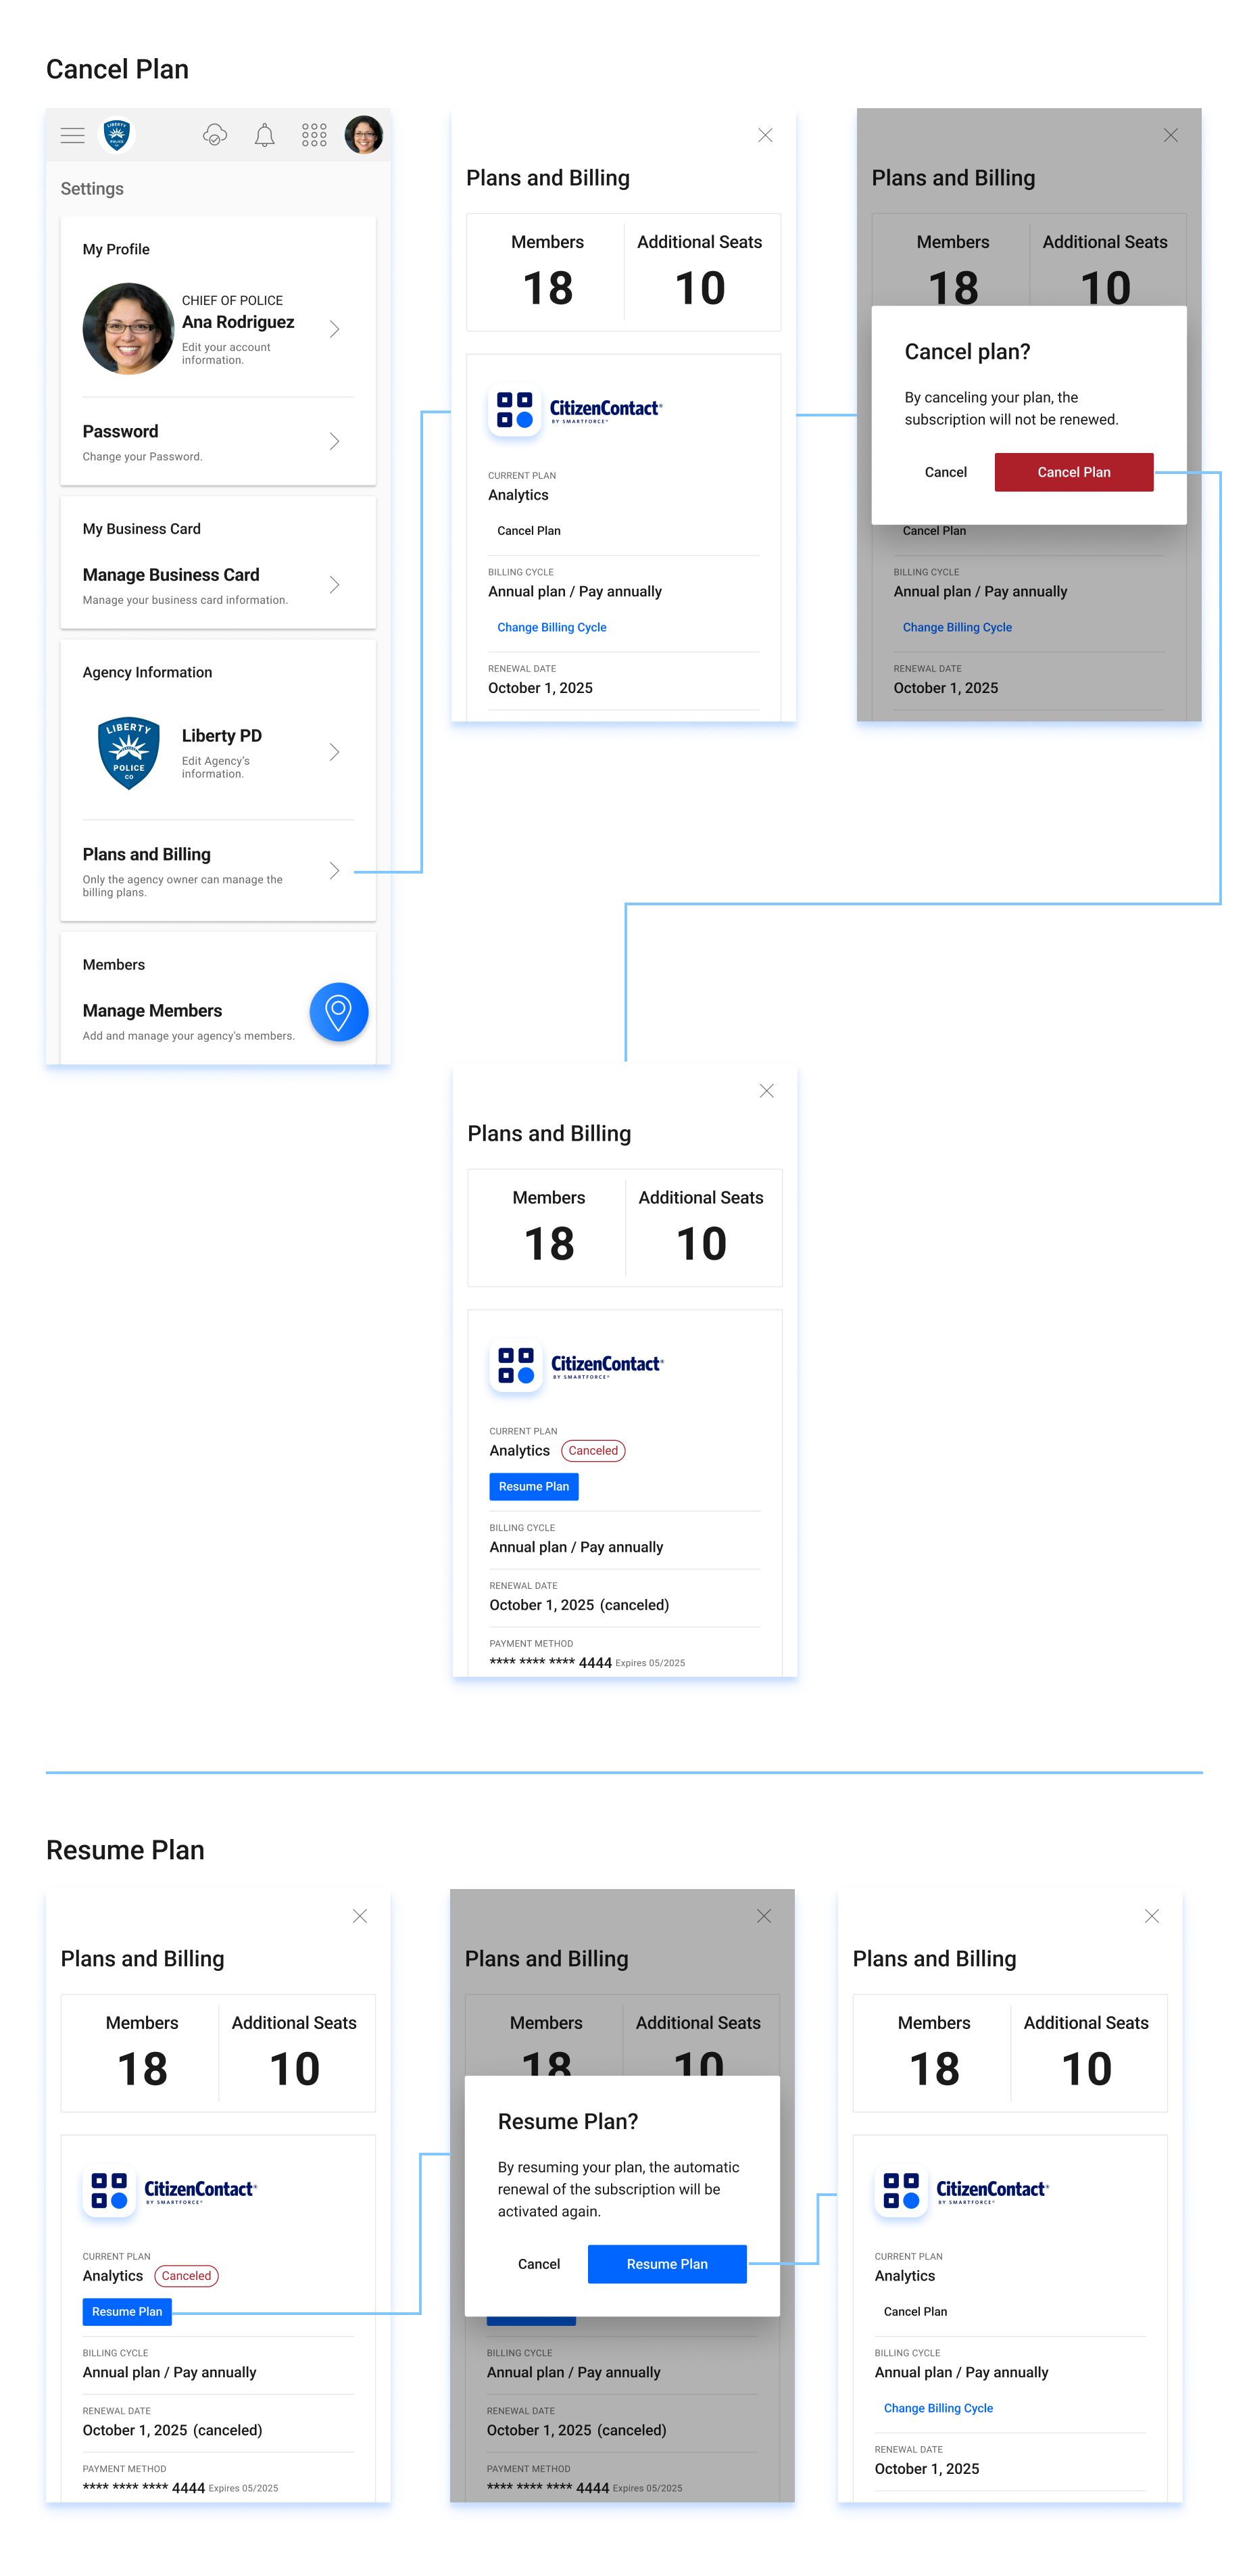 Cancel Plan
LIBERTY
POLICE
CO
Settings
My Profile
CHIEF OF POLICE
Ana Rodriguez
Edit your account
information.
Password
Change your Password.
My Business Card
Manage Business Card
Manage your business card information.
Agency Information
LIBERTY
POLICE
CO
Liberty PD
Edit Agency's
information.
Plans and Billing
Only the agency owner can manage the
billing plans.
Members
Manage Members
Add and manage your agency's members.
Plans and Billing
Members Additional Seats
18 10
CitizenContact®
BY SMARTFORCE®
CURRENT PLAN
Analytics
Cancel Plan
BILLING CYCLE
Annual plan / Pay annually
Change Billing Cycle
RENEWAL DATE
October 1, 2025
Plans and Billing
Members Additional Seats
18 10
Cancel plan?
By canceling your plan, the
subscription will not be renewed.
Cancel Cancel Plan
Cancel Plan
BILLING CYCLE
Annual plan / Pay annually
Change Billing Cycle
RENEWAL DATE
October 1, 2025
Plans and Billing
Members Additional Seats
18 10
CitizenContact®
BY SMARTFORCE®
CURRENT PLAN
Analytics Canceled
Resume Plan
BILLING CYCLE
Annual plan / Pay annually
RENEWAL DATE
October 1, 2025 (canceled)
PAYMENT METHOD
**** **** **** 4444 Expires 05/2025
Resume Plan
Plans and Billing
Members Additional Seats
18 10
CitizenContact®
BY SMARTFORCE®
CURRENT PLAN
Analytics Canceled
Resume Plan
BILLING CYCLE
Annual plan / Pay annually
RENEWAL DATE
October 1, 2025 (canceled)
PAYMENT METHOD
**** **** **** 4444 Expires 05/2025
Plans and Billing
Members Additional Seats
18 10
Resume Plan?
By resuming your plan, the automatic
renewal of the subscription will be
activated again.
Cancel Resume Plan
BILLING CYCLE
Annual plan / Pay annually
RENEWAL DATE
October 1, 2025 (canceled)
PAYMENT METHOD
**** **** **** 4444 Expires 05/2025
Plans and Billing
Members Additional Seats
18 10
CitizenContact®
BY SMARTFORCE®
CURRENT PLAN
Analytics
Cancel Plan
BILLING CYCLE
Annual plan / Pay annually
Change Billing Cycle
RENEWAL DATE
October 1, 2025